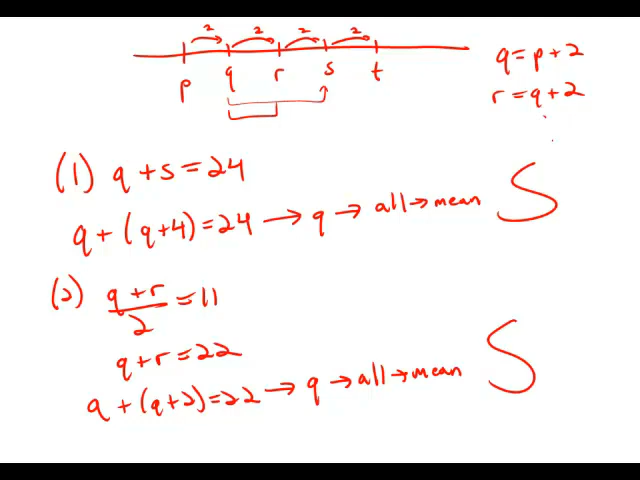 2 2 2 2
p q r s t
q = p + 2
r = q + 2
(1) q + s = 24
q + (q + 4) = 24 → q → all → mean S
(2) q + r / 2 = 11
q + r = 22
q + (q + 2) = 22 → q → all → mean S